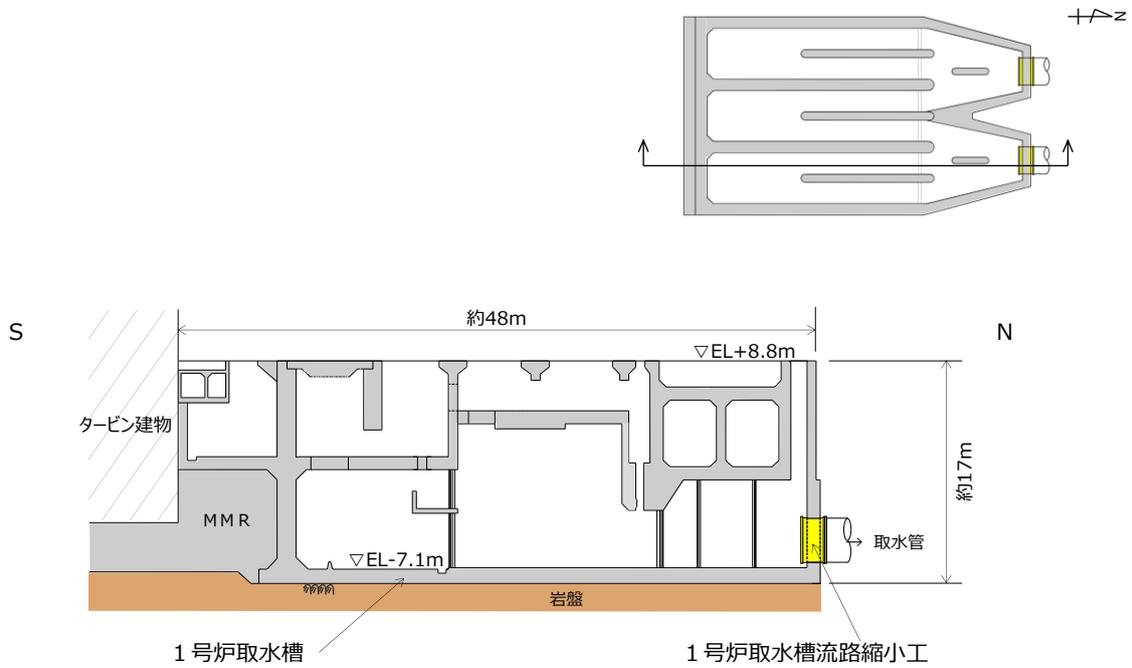 N
S
約48m
N
▽EL+8.8m
タービン建物
約17m
MMR
取水管
▽EL-7.1m
岩盤
1号炉取水槽
1号炉取水槽流路縮小工